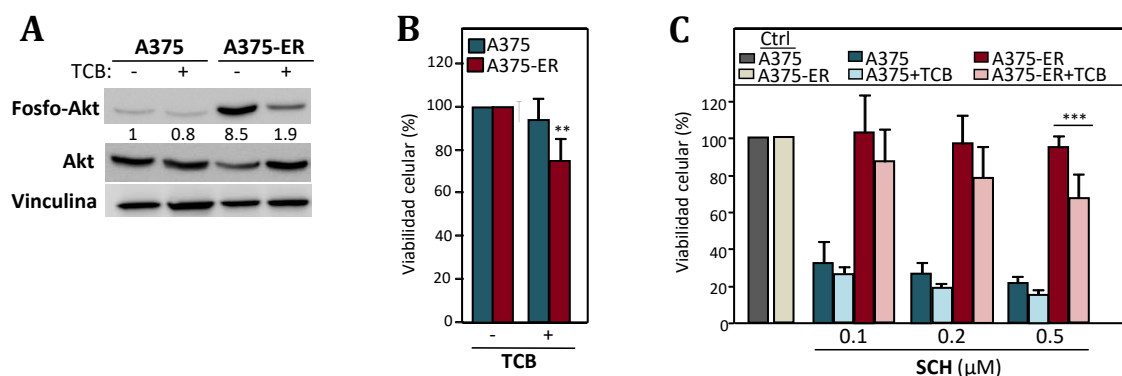 A
A375 A375-ER
TCB: - + - +
Fosfo-Akt
1 0.8 8.5 1.9
Akt
Vinculina
B
A375
A375-ER
Viabilidad celular (%)
120
100
80
60
40
20
0
**
- +
TCB
C
Ctrl
A375 A375 A375-ER
A375-ER A375+TCB A375-ER+TCB
Viabilidad celular (%)
120
100
80
60
40
20
0
***
0.1 0.2 0.5
SCH (μM)